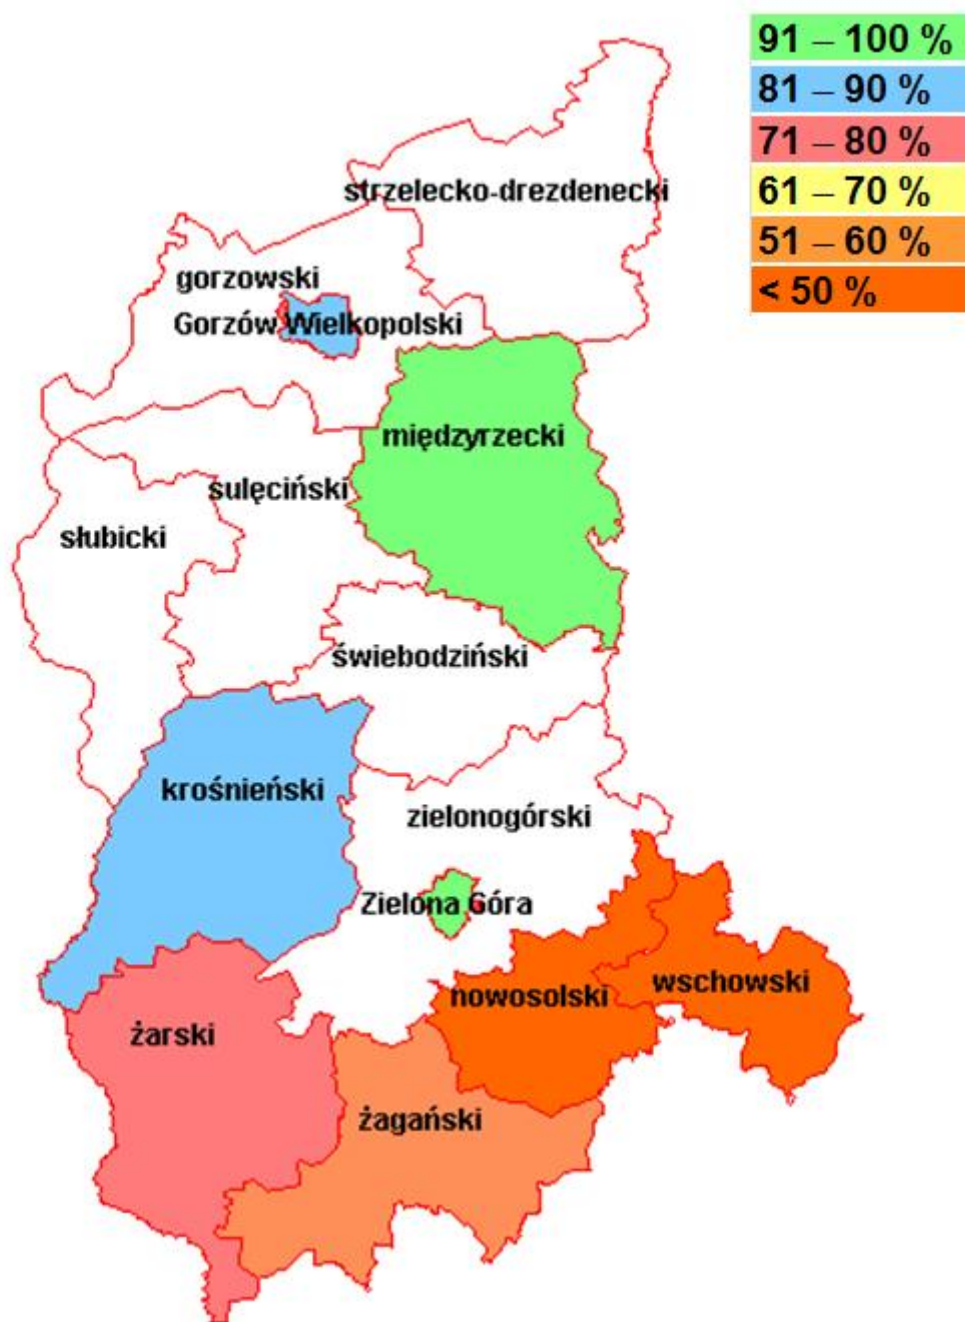 91 – 100 %
81 – 90 %
71 – 80 %
61 – 70 %
51 – 60 %
< 50 %
strzelecko-drezdenecki
gorzowski
Gorzów Wielkopolski
międzyrzecki
sulęciński
słubicki
świebodziński
krośnieński
zielonogórski
Zielona Góra
nowosolski
wschowski
żarski
żagański